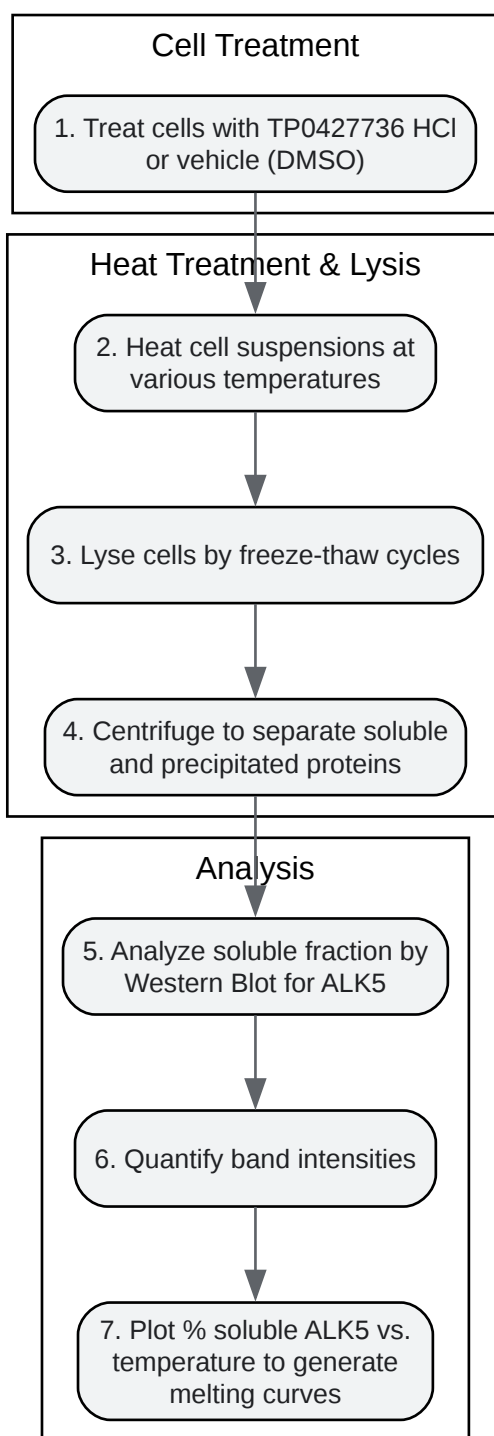 Cell Treatment
1. Treat cells with TP0427736 HCl
or vehicle (DMSO)
Heat Treatment & Lysis
2. Heat cell suspensions at
various temperatures
3. Lyse cells by freeze-thaw cycles
4. Centrifuge to separate soluble
and precipitated proteins
Analysis
5. Analyze soluble fraction by
Western Blot for ALK5
6. Quantify band intensities
7. Plot % soluble ALK5 vs.
temperature to generate
melting curves